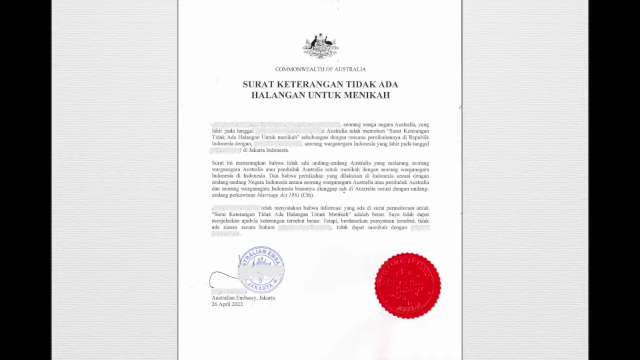 COMMONWEALTH OF AUSTRALIA
SURAT KETERANGAN TIDAK ADA
HALANGAN UNTUK MENIKAH
seorang warga negara Australia, yang
lahir pada tanggal Australia telah memohon "Surat Keterangan
Tidak Ada Halangan Untuk menikah" sehubungan dengan rencana pernikahannya di Republik
Indonesia dengan, seorang warganegara Indonesia yang lahir pada tanggal
di Jakarta Indonesia.
Surat ini menerangkan bahwa tidak ada undang-undang Australia yang melarang seorang
warganegara Australia atau penduduk Australia untuk menikah dengan seorang warganegara
Indonesia di Indonesia. Dan bahwa pernikahan yang dilakukan di Indonesia sesuai dengan
undang-undang Negara Indonesia antara seorang warganegara Australia atau penduduk Australia
dan seorang warganegara Indonesia biasanya dianggap sah di Australia sesuai dengan undang-
undang perkawinan Marriage Act 1961 (Cth).
telah menyatakan bahwa informasi yang ada di surat permohonan untuk
"Surat Keterangan Tidak Ada Halangan Untuk Menikah" adalah benar. Saya tidak dapat
menjelaskan apabila keterangan tersebut benar. Tetapi, berdasarkan pernyataan tersebut, tidak
ada alasan secara hukum, tidak dapat menikah dengan
JAKARTA
Australian Embassy, Jakarta
26 April 2022